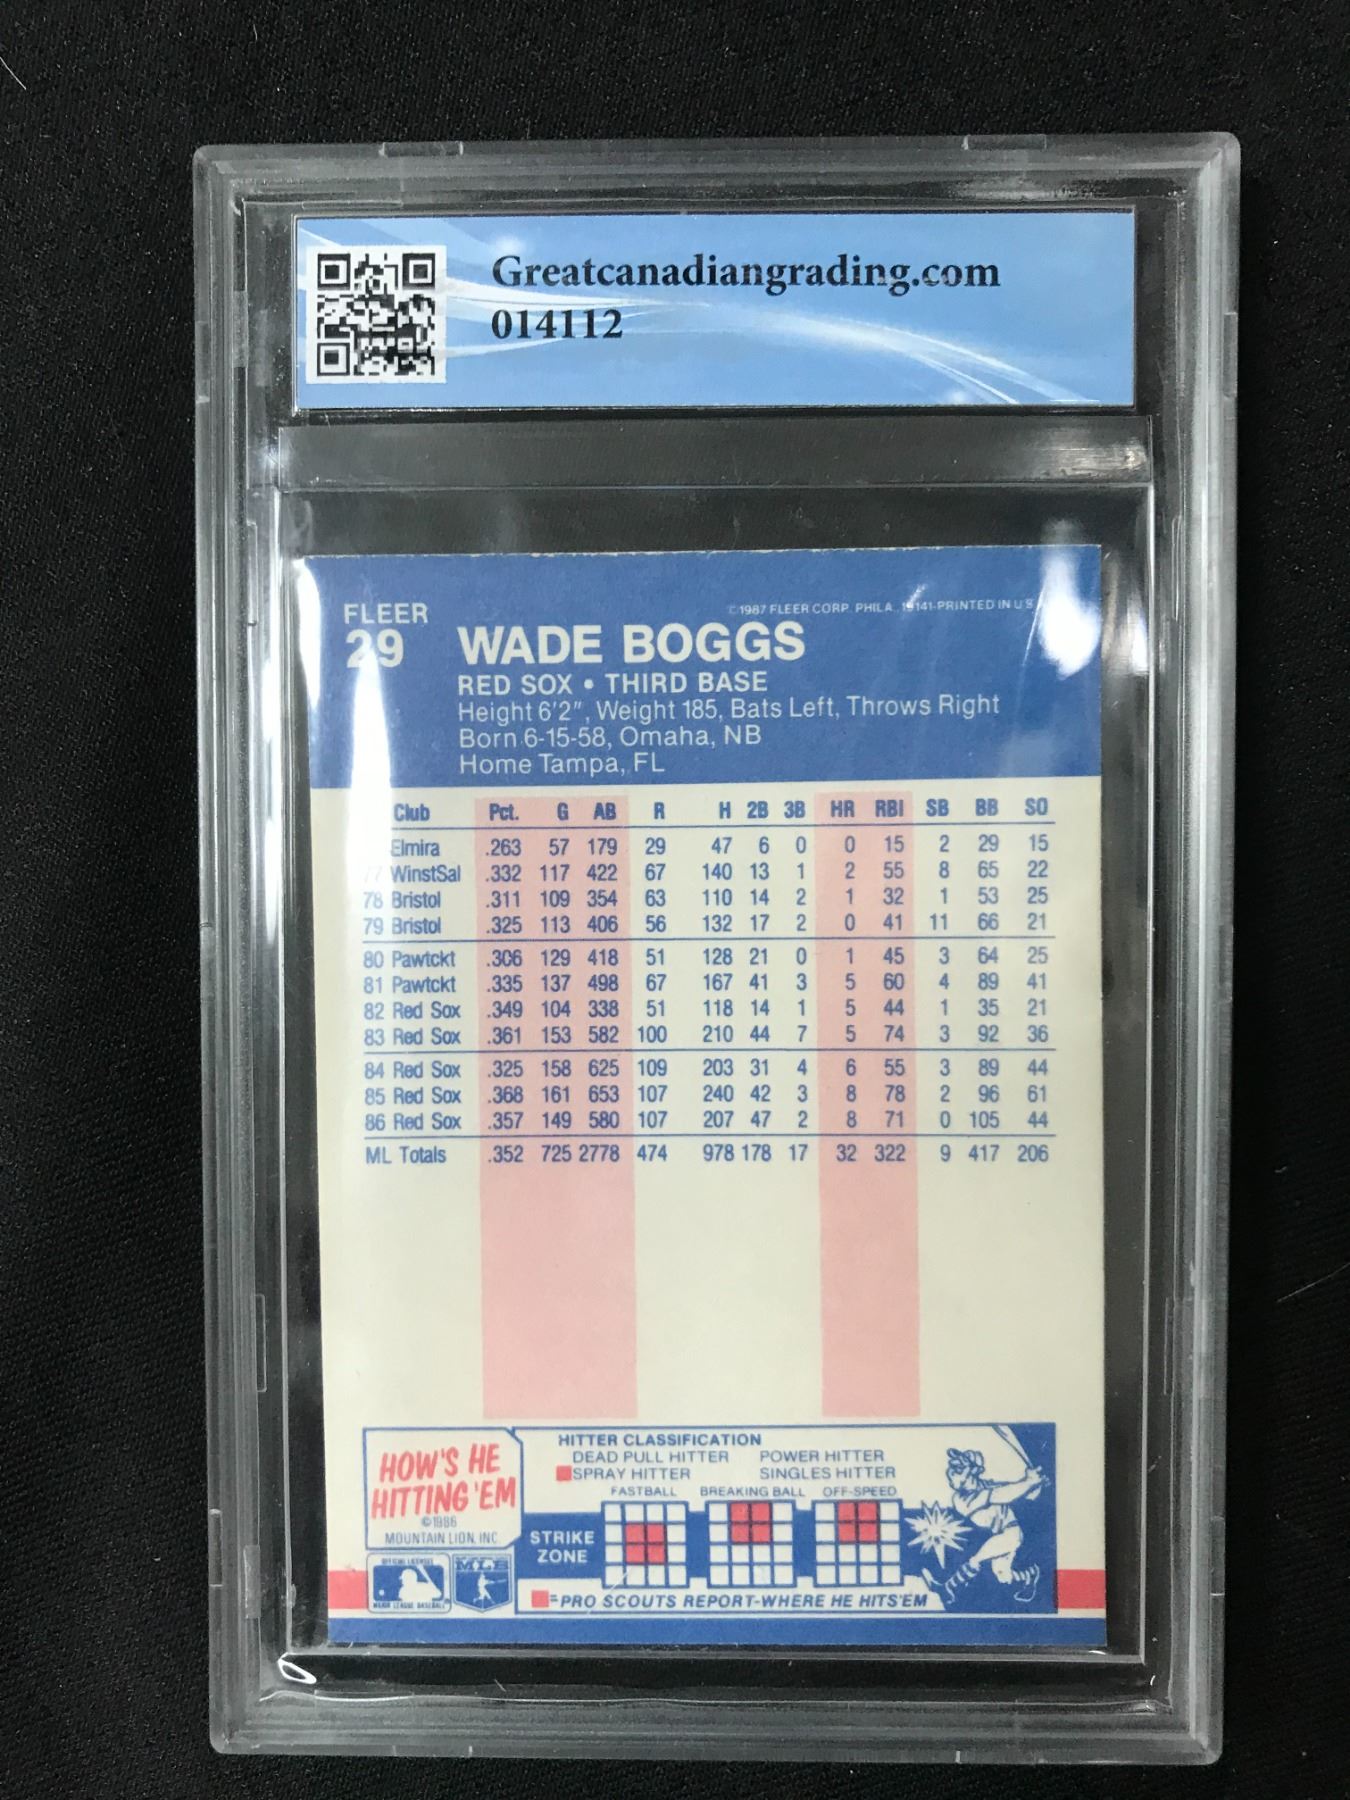 Greatcanadiangrading.com
014112
FLEER
29
©1987 FLEER CORP. PHILA., 19141-PRINTED IN U S
WADE BOGGS
RED SOX • THIRD BASE
Height 6'2", Weight 185, Bats Left, Throws Right
Born 6-15-58, Omaha, NB
Home Tampa, FL
Club Pct. G AB R H 2B 3B HR RBI SB BB SO
Elmira .263 57 179 29 47 6 0 0 15 2 29 15
77 WinstSal .332 117 422 67 140 13 1 2 55 8 65 22
78 Bristol .311 109 354 63 110 14 2 1 32 1 53 25
79 Bristol .325 113 406 56 132 17 2 0 41 11 66 21
80 Pawtckt .306 129 418 51 128 21 0 1 45 3 64 25
81 Pawtckt .335 137 498 67 167 41 3 5 60 4 89 41
82 Red Sox .349 104 338 51 118 14 1 5 44 1 35 21
83 Red Sox .361 153 582 100 210 44 7 5 74 3 92 36
84 Red Sox .325 158 625 109 203 31 4 6 55 3 89 44
85 Red Sox .368 161 653 107 240 42 3 8 78 2 96 61
86 Red Sox .357 149 580 107 207 47 2 8 71 0 105 44
ML Totals .352 725 2778 474 978 178 17 32 322 9 417 206
HOW'S HE
HITTING 'EM
©1986
MOUNTAIN LION, INC.
HITTER CLASSIFICATION
DEAD PULL HITTER POWER HITTER
SPRAY HITTER SINGLES HITTER
FASTBALL BREAKING BALL OFF-SPEED
STRIKE
ZONE
=PRO SCOUTS REPORT-WHERE HE HITS 'EM
OFFICIAL LICENSEE
MAJOR LEAGUE BASEBALL